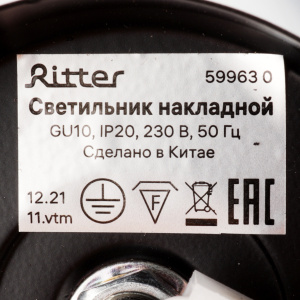 Ritter 59963 0
Светильник накладной
GU10, IP20, 230 В, 50 Гц
Сделано в Китае
12.21
11.vtm
F
EAC